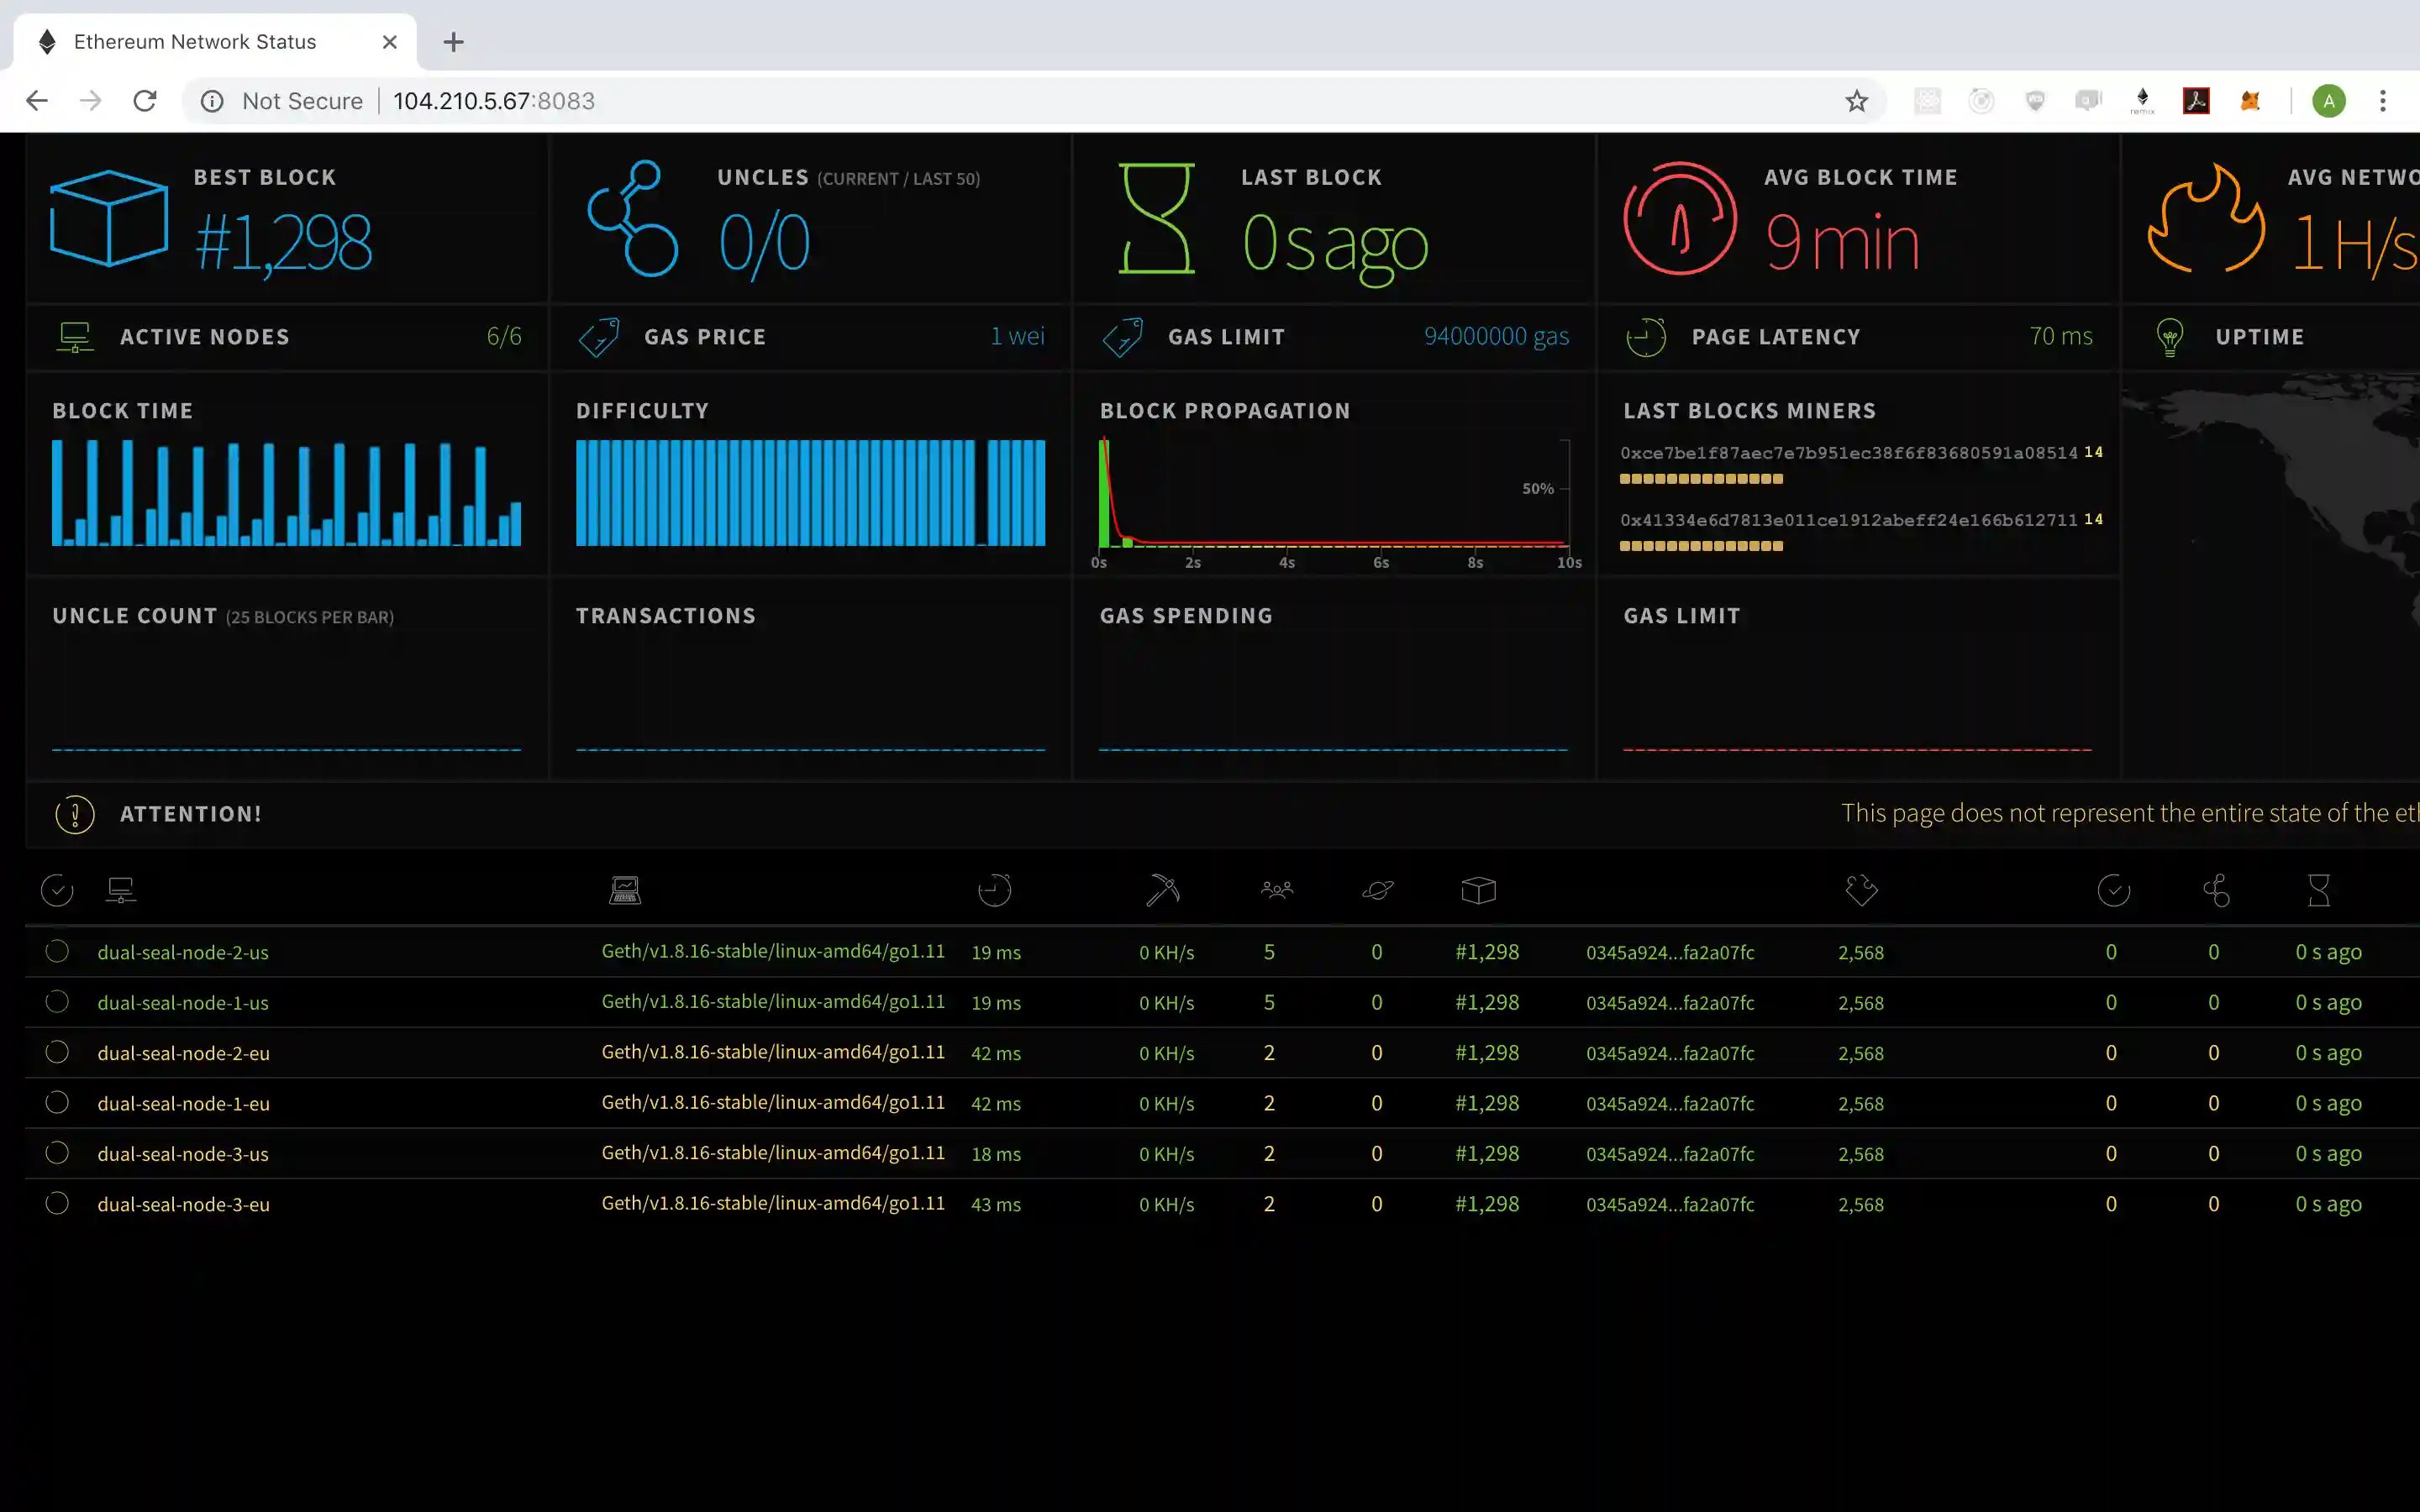 Ethereum Network Status
Not Secure | 104.210.5.67:8083
remix
A
BEST BLOCK
#1,298
UNCLES (CURRENT / LAST 50)
0/0
LAST BLOCK
0 s ago
AVG BLOCK TIME
9 min
AVG NETWO
1 H/s
ACTIVE NODES 6/6
GAS PRICE 1 wei
GAS LIMIT 94000000 gas
PAGE LATENCY 70 ms
UPTIME
BLOCK TIME
DIFFICULTY
BLOCK PROPAGATION
50%
0s 2s 4s 6s 8s 10s
LAST BLOCKS MINERS
0xce7be1f87aec7e7b951ec38f6f83680591a08514 14
0x41334e6d7813e011ce1912abeff24e166b612711 14
UNCLE COUNT (25 BLOCKS PER BAR)
TRANSACTIONS
GAS SPENDING
GAS LIMIT
ATTENTION!
This page does not represent the entire state of the eth
dual-seal-node-2-us Geth/v1.8.16-stable/linux-amd64/go1.11 19 ms 0 KH/s 5 0 #1,298 0345a924...fa2a07fc 2,568 0 0 0 s ago
dual-seal-node-1-us Geth/v1.8.16-stable/linux-amd64/go1.11 19 ms 0 KH/s 5 0 #1,298 0345a924...fa2a07fc 2,568 0 0 0 s ago
dual-seal-node-2-eu Geth/v1.8.16-stable/linux-amd64/go1.11 42 ms 0 KH/s 2 0 #1,298 0345a924...fa2a07fc 2,568 0 0 0 s ago
dual-seal-node-1-eu Geth/v1.8.16-stable/linux-amd64/go1.11 42 ms 0 KH/s 2 0 #1,298 0345a924...fa2a07fc 2,568 0 0 0 s ago
dual-seal-node-3-us Geth/v1.8.16-stable/linux-amd64/go1.11 18 ms 0 KH/s 2 0 #1,298 0345a924...fa2a07fc 2,568 0 0 0 s ago
dual-seal-node-3-eu Geth/v1.8.16-stable/linux-amd64/go1.11 43 ms 0 KH/s 2 0 #1,298 0345a924...fa2a07fc 2,568 0 0 0 s ago